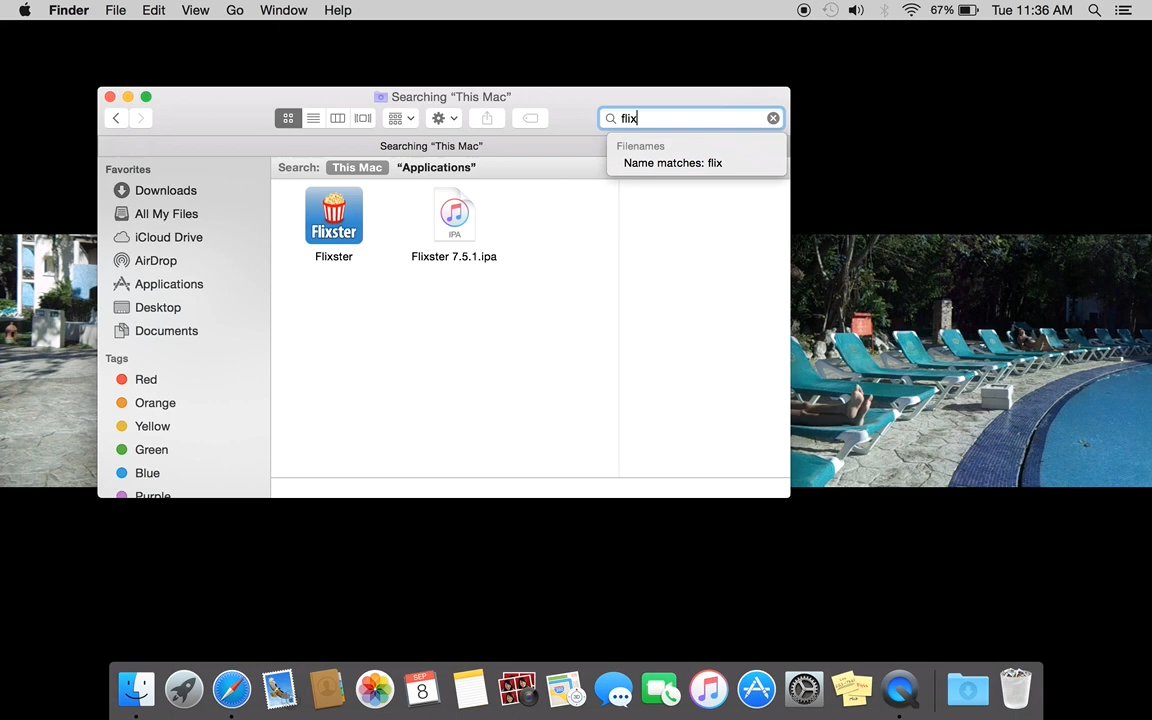 Finder File Edit View Go Window Help 67% Tue 11:36 AM
Searching “This Mac”
flix
Searching “This Mac”
Filenames
Name matches: flix
Search: This Mac “Applications”
Favorites
Downloads
All My Files
iCloud Drive
AirDrop
Applications
Desktop
Documents
Tags
Red
Orange
Yellow
Green
Blue
Purple
Flixster
IPA
Flixster Flixster 7.5.1.ipa
SEP
8